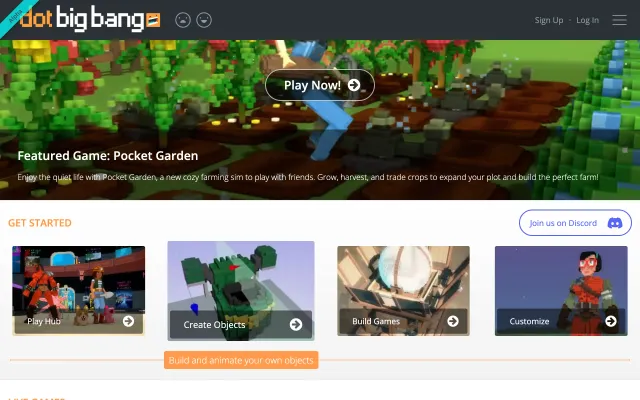 Alpha
dot big bang
Sign Up · Log In
Play Now!
Featured Game: Pocket Garden
Enjoy the quiet life with Pocket Garden, a new cozy farming sim to play with friends. Grow, harvest, and trade crops to expand your plot and build the perfect farm!
GET STARTED
Join us on Discord
Play Hub
Create Objects
Build Games
Customize
Build and animate your own objects